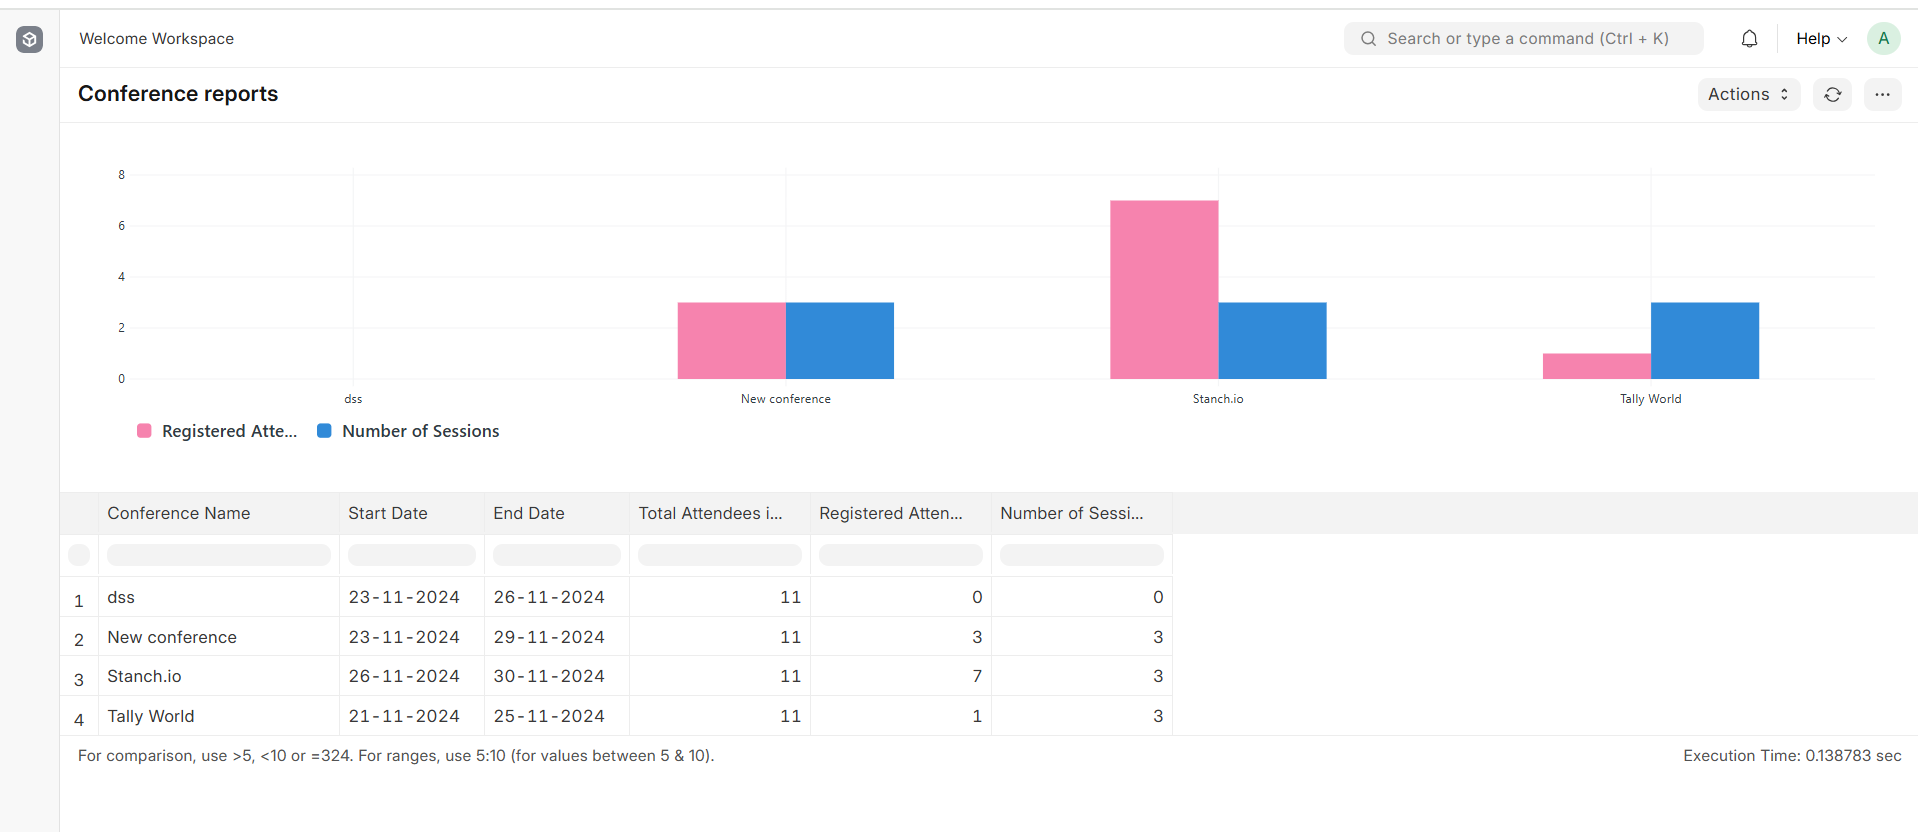 Welcome Workspace
Search or type a command (Ctrl + K)
Help
A
Conference reports
Actions
8
6
4
2
0
dss New conference Stanch.io Tally World
Registered Atte... Number of Sessions
Conference Name Start Date End Date Total Attendees i... Registered Atten... Number of Sessi...
1 dss 23-11-2024 26-11-2024 11 0 0
2 New conference 23-11-2024 29-11-2024 11 3 3
3 Stanch.io 26-11-2024 30-11-2024 11 7 3
4 Tally World 21-11-2024 25-11-2024 11 1 3
For comparison, use >5, <10 or =324. For ranges, use 5:10 (for values between 5 & 10).
Execution Time: 0.138783 sec